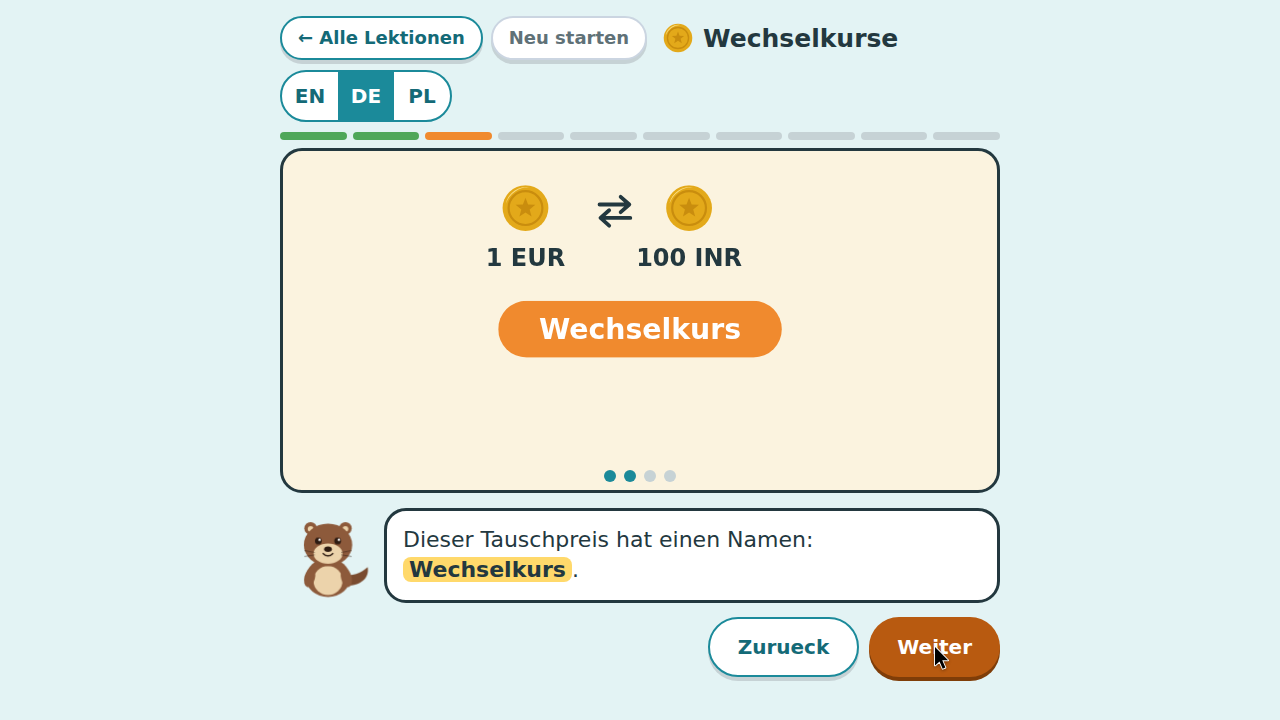 ← Alle Lektionen
Neu starten
Wechselkurse
EN DE PL
1 EUR
100 INR
Wechselkurs
Dieser Tauschpreis hat einen Namen:
Wechselkurs.
Zurueck
Weiter